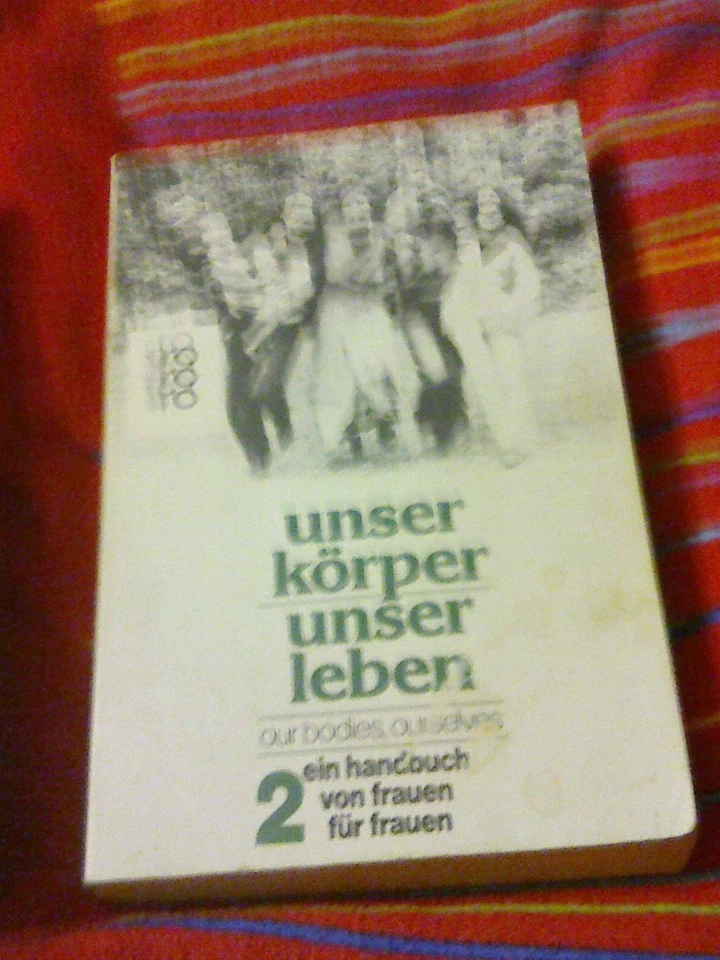 unser
körper
unser
leben
our bodies, ourselves
2
ein handbuch
von frauen
für frauen